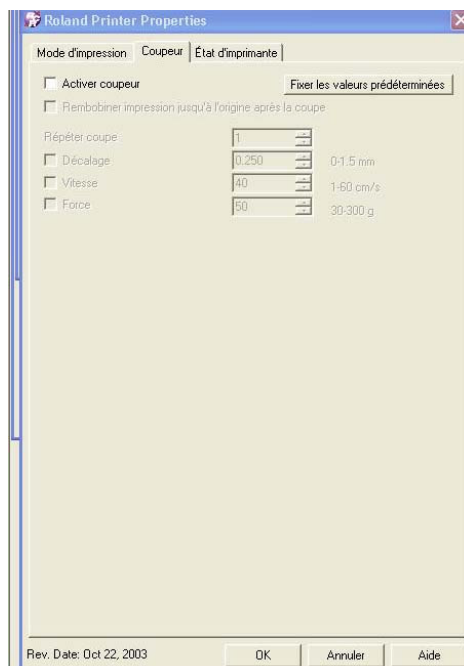 Roland Printer Properties
Mode d'impression Coupeur État d'imprimante
Activer coupeur Fixer les valeurs prédéterminées
Rembobiner impression jusqu'à l'origine après la coupe
Répéter coupe: 1
Décalage 0.250 0-1.5 mm
Vitesse 40 1-60 cm/s
Force 50 30-300 g
Rev. Date: Oct 22, 2003 OK Annuler Aide